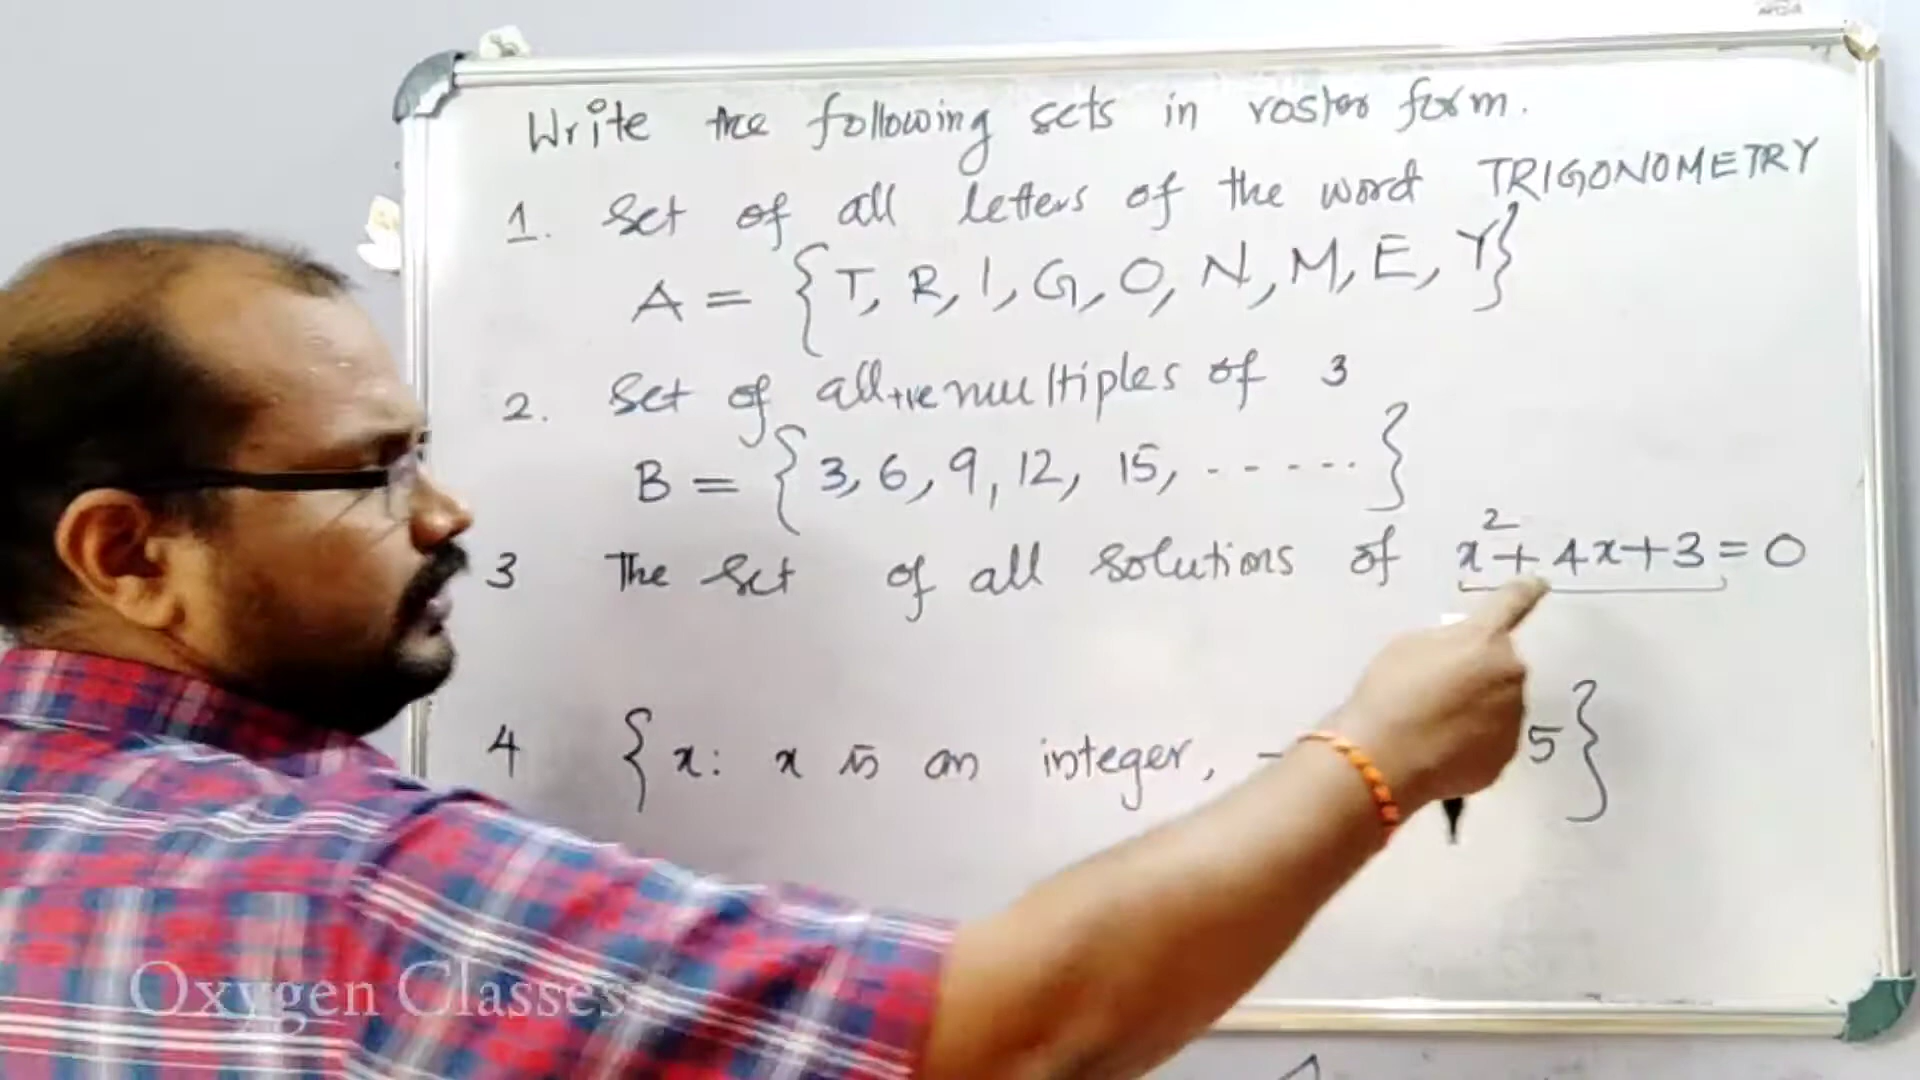 Write the following sets in roster form.
1. Set of all letters of the word TRIGONOMETRY
A = {T, R, I, G, O, N, M, E, Y}
2. Set of all +ve multiples of 3
B = {3, 6, 9, 12, 15, ------}
3 The Set of all solutions of x² + 4x + 3 = 0
4 {x: x is an integer, - 5}
Oxygen Classes